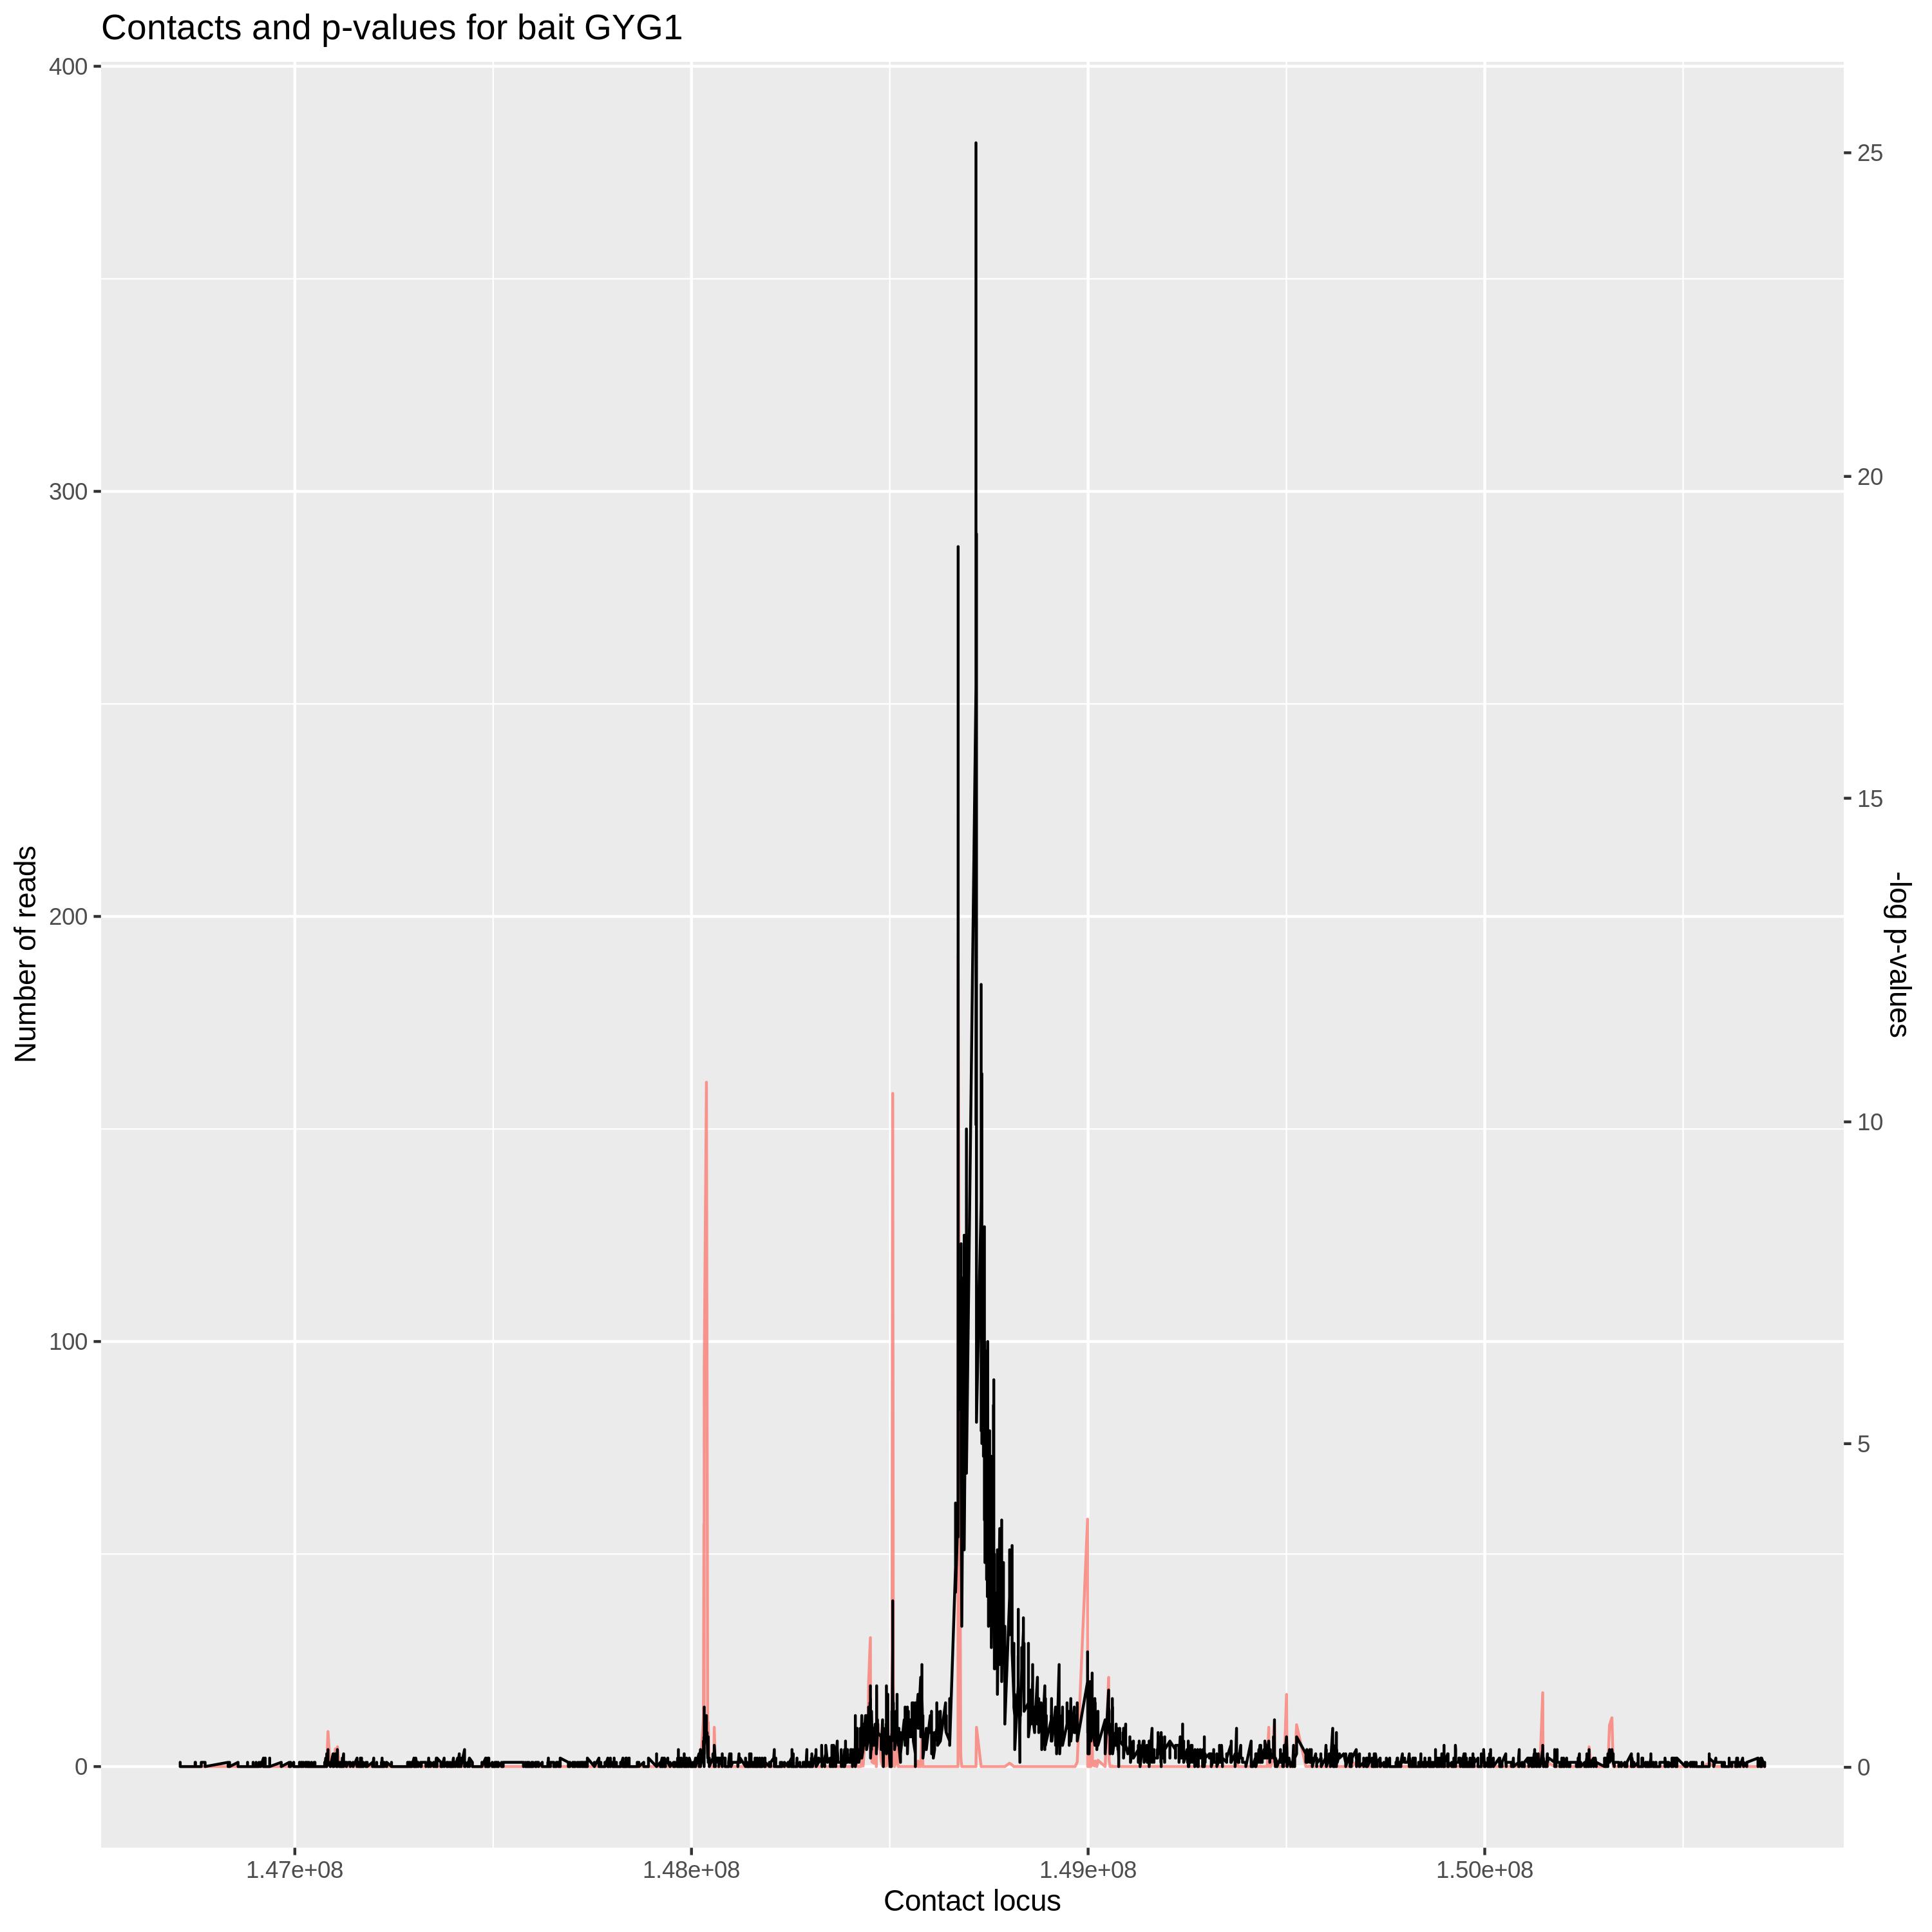 Contacts and p-values for bait GYG1
400
300
200
100
0
Number of reads
25
20
15
10
5
0
-log p-values
1.47e+08
1.48e+08
1.49e+08
1.50e+08
Contact locus